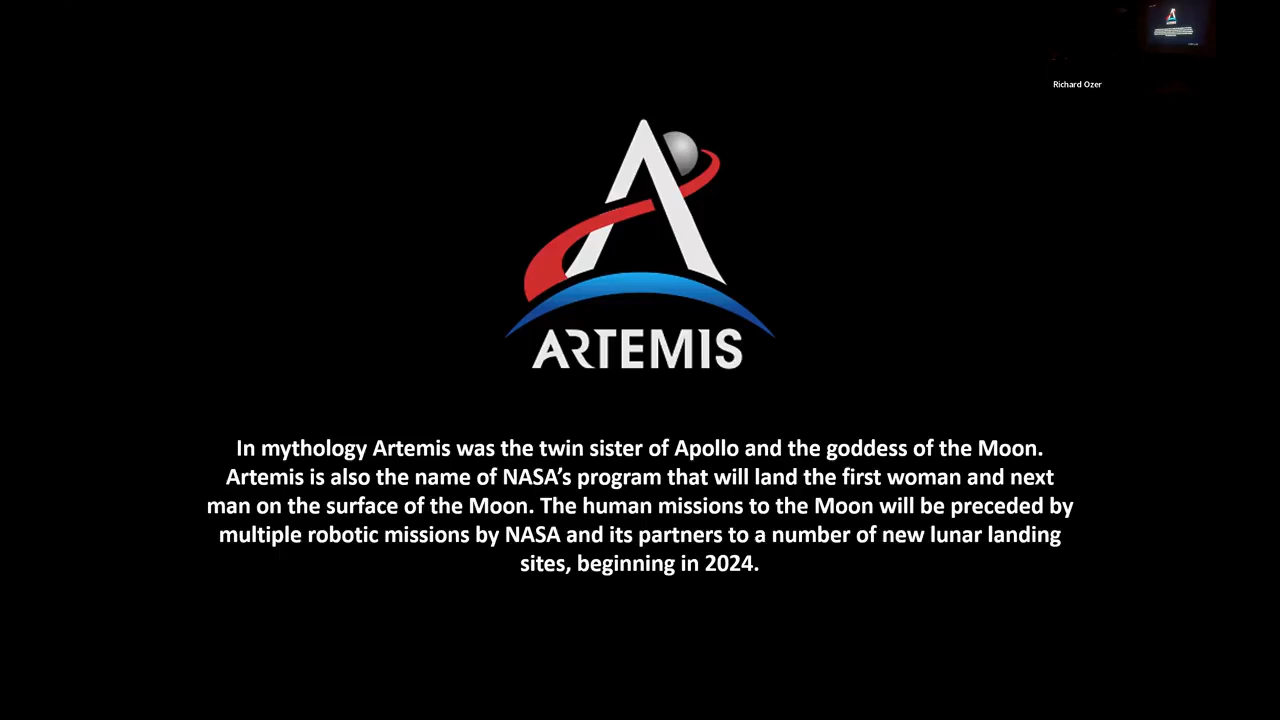 Richard Ozer
ARTEMIS
In mythology Artemis was the twin sister of Apollo and the goddess of the Moon.
Artemis is also the name of NASA’s program that will land the first woman and next
man on the surface of the Moon. The human missions to the Moon will be preceded by
multiple robotic missions by NASA and its partners to a number of new lunar landing
sites, beginning in 2024.